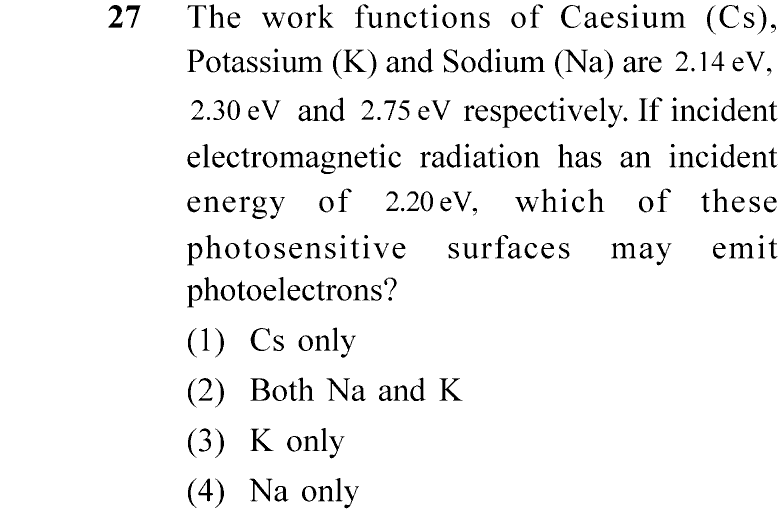 27 The work functions of Caesium (Cs),
Potassium (K) and Sodium (Na) are 2.14 eV,
2.30 eV and 2.75 eV respectively. If incident
electromagnetic radiation has an incident
energy of 2.20 eV, which of these
photosensitive surfaces may emit
photoelectrons?
(1) Cs only
(2) Both Na and K
(3) K only
(4) Na only